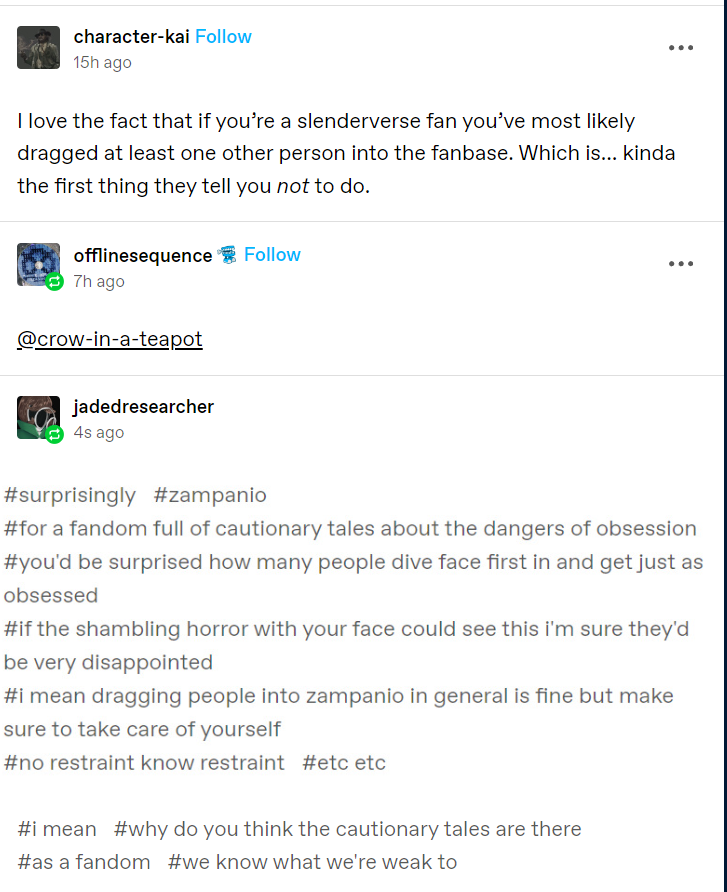 character-kai Follow
15h ago
I love the fact that if you're a slenderverse fan you've most likely
dragged at least one other person into the fanbase. Which is... kinda
the first thing they tell you not to do.
offlinesequence Follow
7h ago
@crow-in-a-teapot
jadedresearcher
4s ago
#surprisingly #zampanio
#for a fandom full of cautionary tales about the dangers of obsession
#you'd be surprised how many people dive face first in and get just as
obsessed
#if the shambling horror with your face could see this i'm sure they'd
be very disappointed
#i mean dragging people into zampanio in general is fine but make
sure to take care of yourself
#no restraint know restraint #etc etc
#i mean #why do you think the cautionary tales are there
#as a fandom #we know what we're weak to